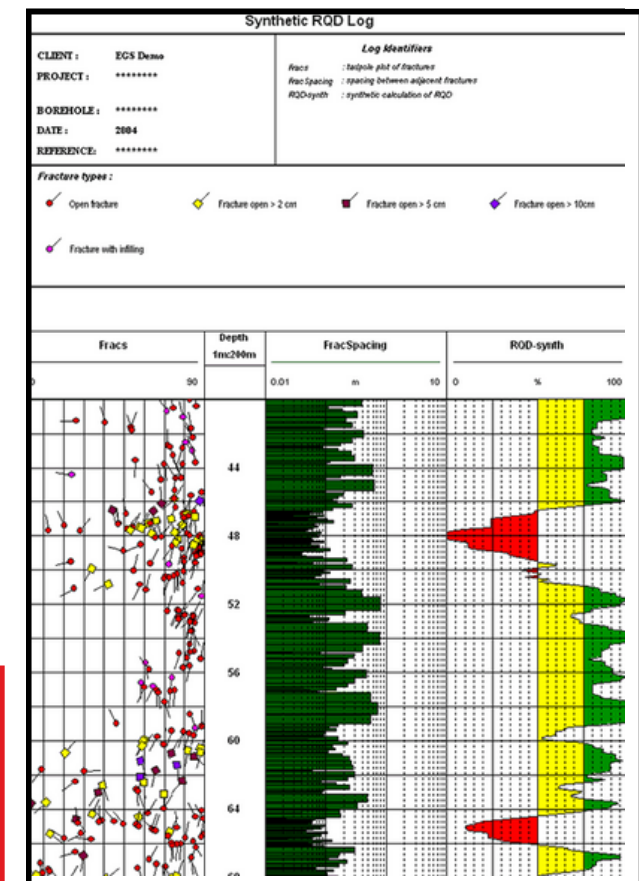 Synthetic RQD Log
CLIENT : EGS Demo
PROJECT : ********
BOREHOLE : ********
DATE : 2004
REFERENCE: ********
Log Identifiers
Fracs : tadpole plot of fractures
FracSpacing : spacing between adjacent fractures
RQD-synth : synthetic calculation of RQD
Fracture types :
Open fracture
Fracture open > 2 cm
Fracture open > 5 cm
Fracture open > 10cm
Fracture with infilling
Fracs Depth FracSpacing RQD-synth
1m:200m
0 90 0.01 m 10 0 % 100
44
48
52
56
60
64
68